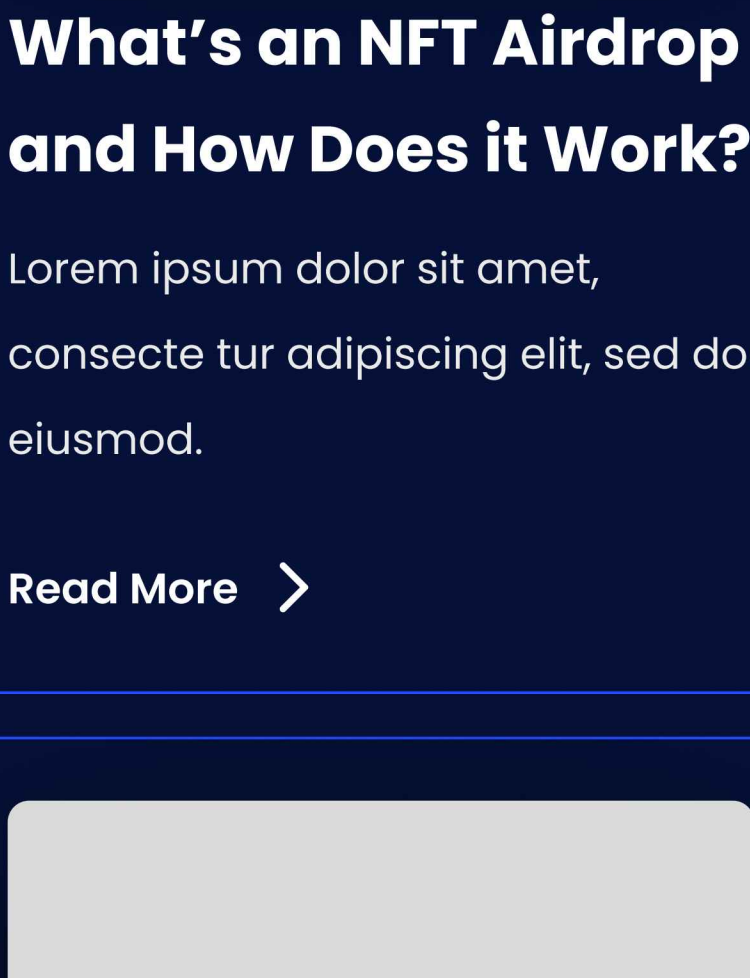 What’s an NFT Airdrop
and How Does it Work?
Lorem ipsum dolor sit amet,
consecte tur adipiscing elit, sed do
eiusmod.
Read More